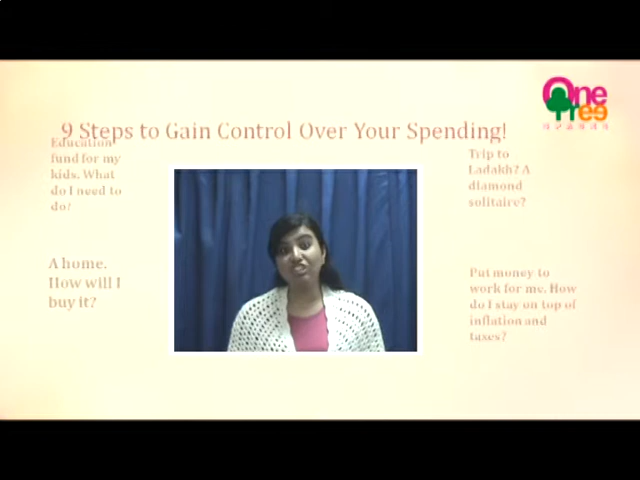 One
Tree
9 Steps to Gain Control Over Your Spending!
Education
fund for my
kids. What
do I need to
do?
A home.
How will I
buy it?
Trip to
Ladakh? A
diamond
solitaire?
Put money to
work for me. How
do I stay on top of
inflation and
taxes?